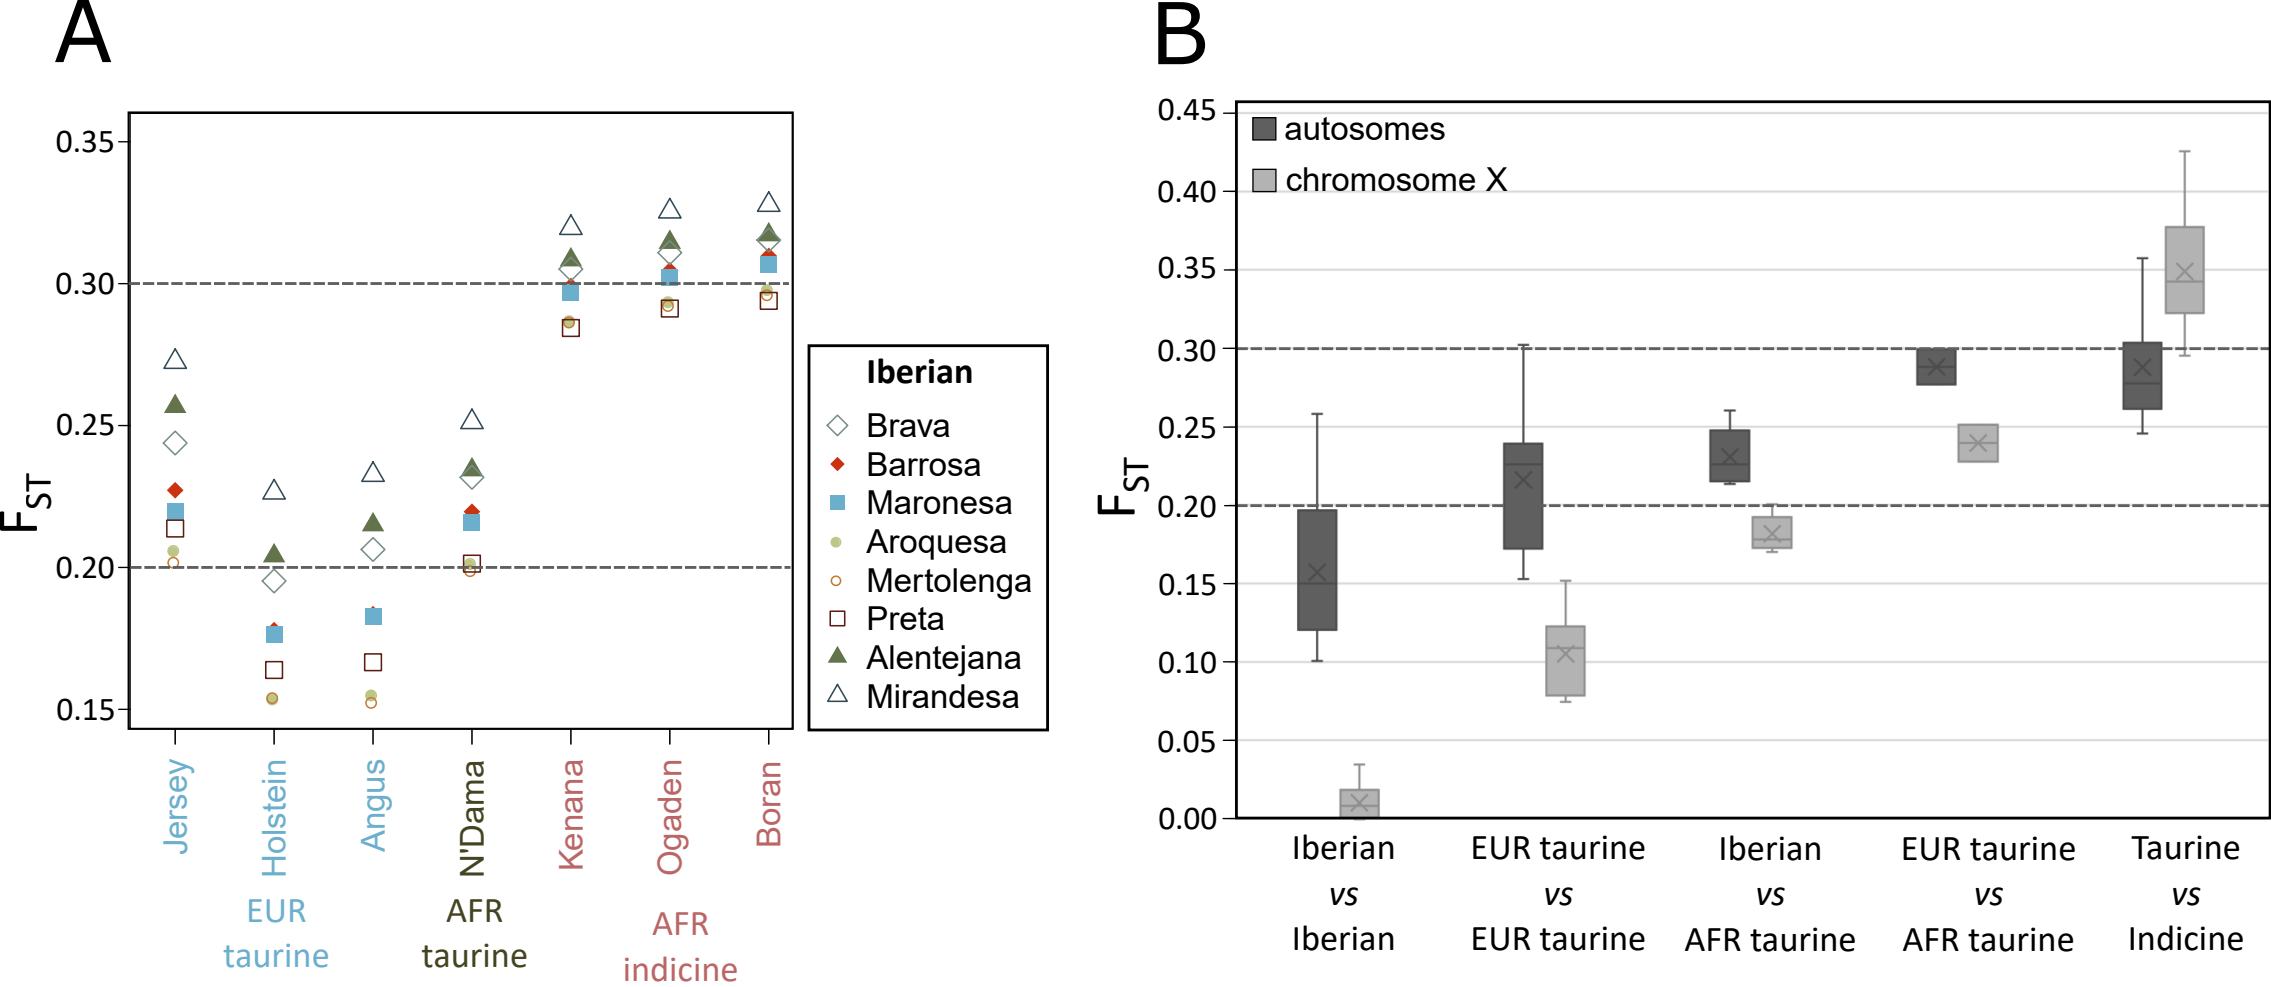 A
0.35
0.30
0.25
0.20
0.15
FST
Jersey
Holstein
Angus
N'Dama
Kenana
Ogaden
Boran
EUR
taurine
AFR
taurine
AFR
indicine
Iberian
Brava
Barrosa
Maronesa
Aroquesa
Mertolenga
Preta
Alentejana
Mirandesa
B
autosomes
chromosome X
0.45
0.40
0.35
0.30
0.25
0.20
0.15
0.10
0.05
0.00
FST
Iberian
vs
Iberian
EUR taurine
vs
EUR taurine
Iberian
vs
AFR taurine
EUR taurine
vs
AFR taurine
Taurine
vs
Indicine